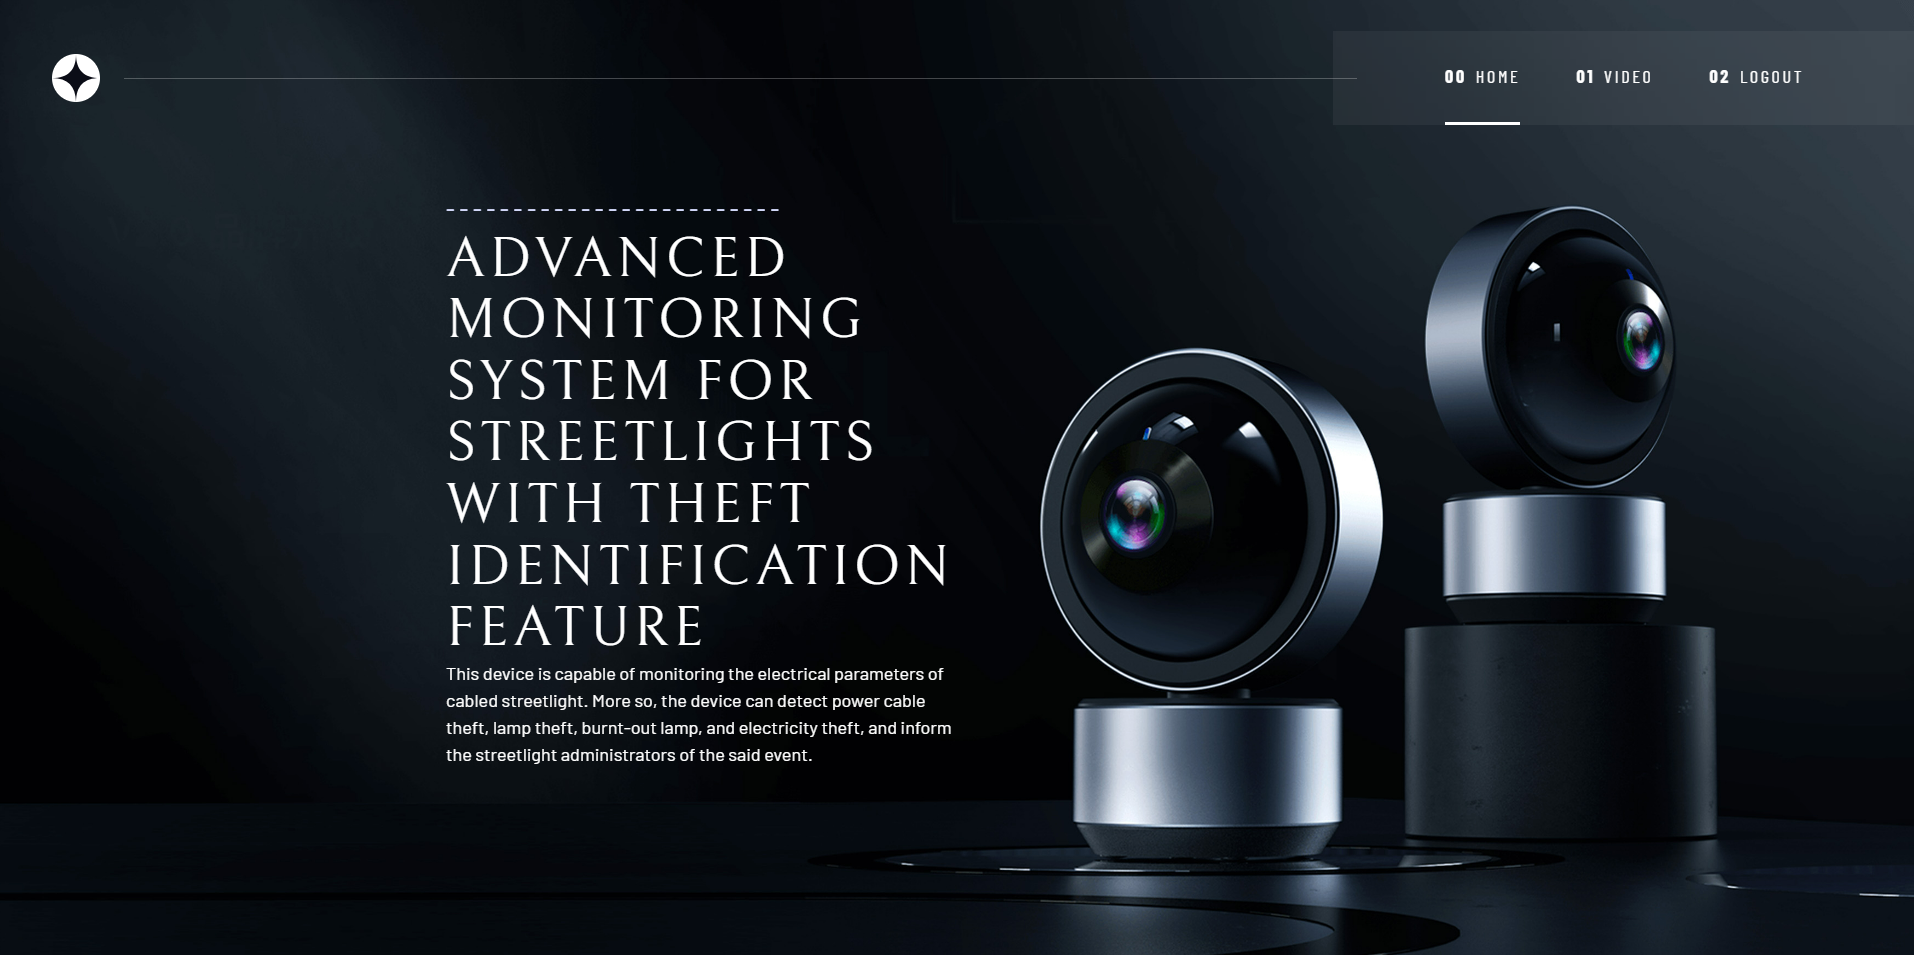 00 HOME 01 VIDEO 02 LOGOUT
ADVANCED
MONITORING
SYSTEM FOR
STREETLIGHTS
WITH THEFT
IDENTIFICATION
FEATURE
This device is capable of monitoring the electrical parameters of
cabled streetlight. More so, the device can detect power cable
theft, lamp theft, burnt-out lamp, and electricity theft, and inform
the streetlight administrators of the said event.